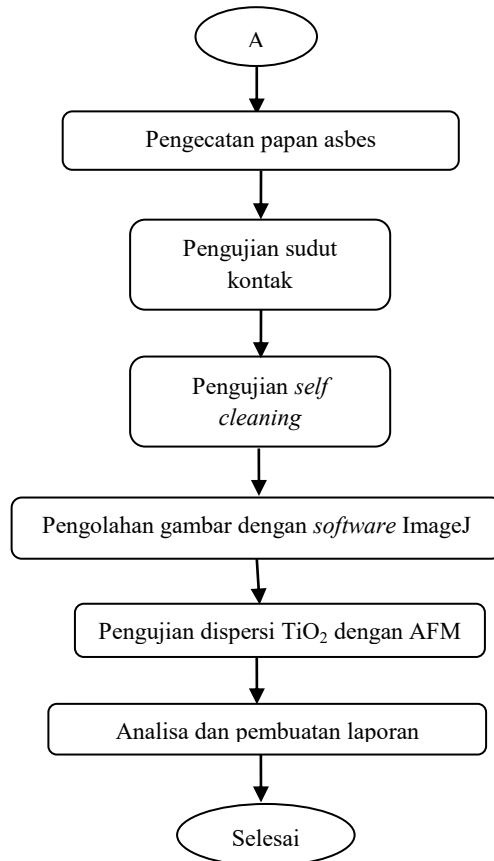 A
Pengecatan papan asbes
Pengujian sudut
kontak
Pengujian self
cleaning
Pengolahan gambar dengan software ImageJ
Pengujian dispersi TiO₂ dengan AFM
Analisa dan pembuatan laporan
Selesai